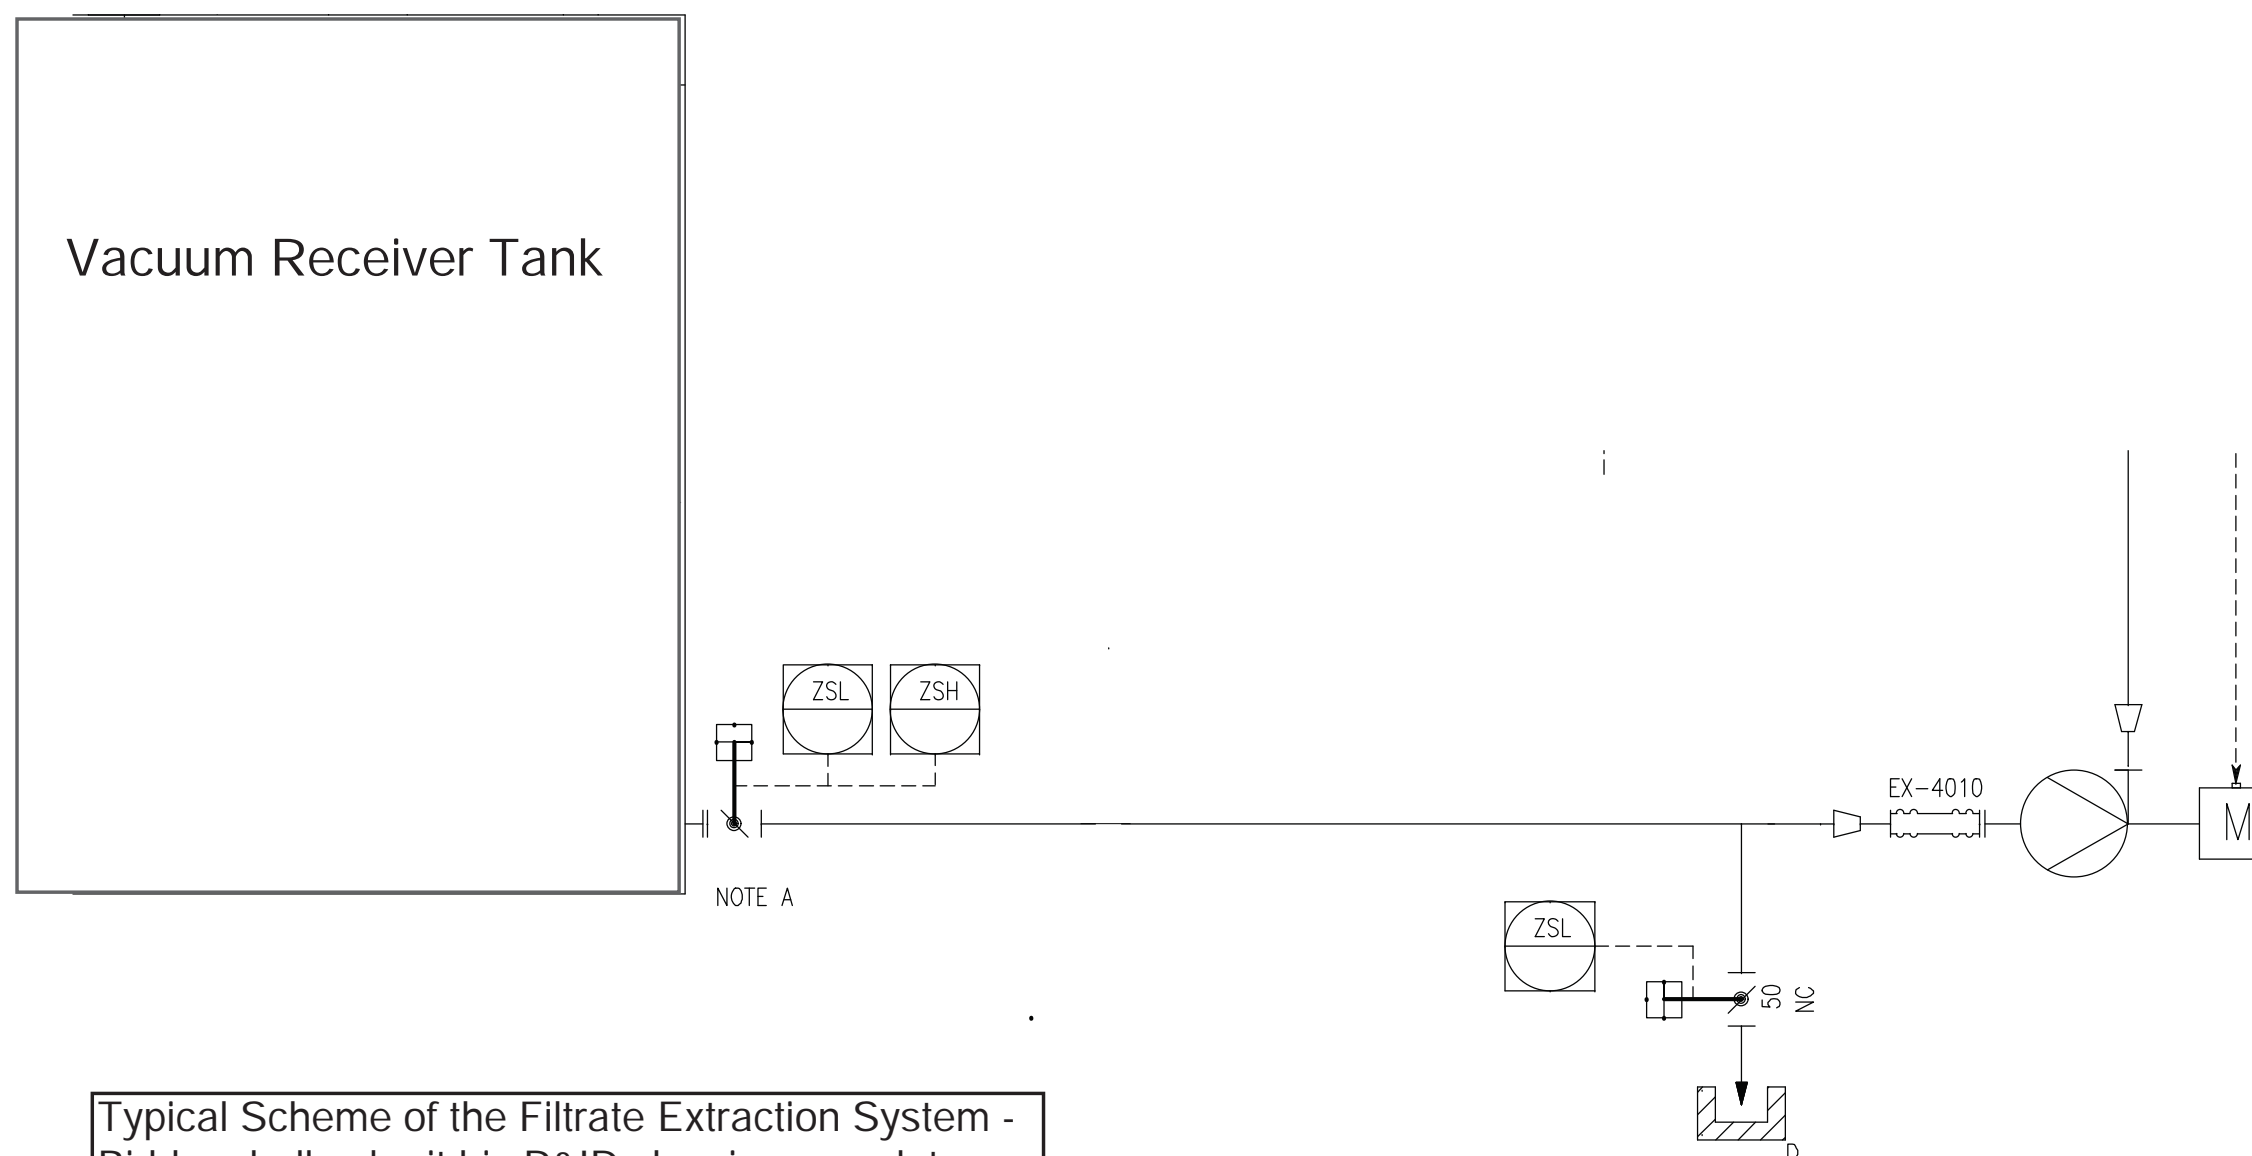 Vacuum Receiver Tank
ZSL
ZSH
EX-4010
M
NOTE A
ZSL
50
NC
Typical Scheme of the Filtrate Extraction System -